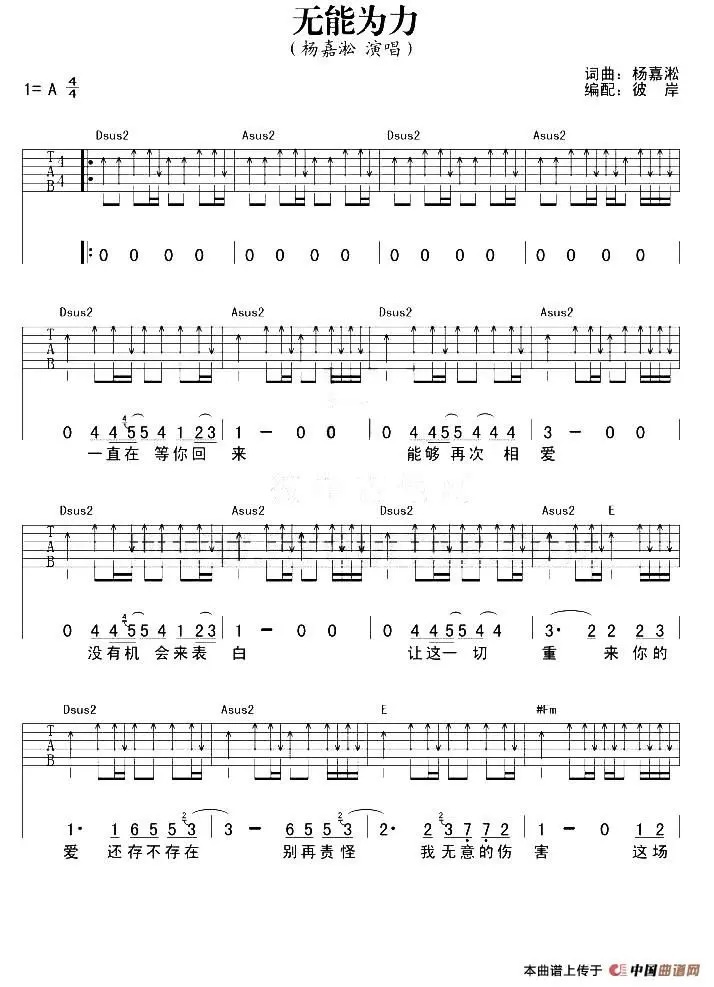 无能为力
(杨嘉淞 演唱)
词曲：杨嘉淞
1= A 4/4
编配：彼 岸
Dsus2 Asus2 Dsus2 Asus2
T A B 4/4
0 0 0 0 0 0 0 0 0 0 0 0 0 0 0 0
Dsus2 Asus2 Dsus2 Asus2
T A B
0 4 4 5 5 4 1 2 3 1 — 0 0 0 4 4 5 5 4 4 4 3 — 0 0
一直在 等你回 来 能够 再次 相 爱
Dsus2 Asus2 Dsus2 Asus2 E
T A B
0 4 4 5 5 4 1 2 3 1 — 0 0 0 4 4 5 5 4 4 3· 2 2 2 3
没有机 会来表 白 让这一 切 重 来你的
Dsus2 Asus2 E #Fm
T A B
1· 1 6 5 5 3 3 — 6 5 5 3 2· 2 3 7 7 2 1 — 0 1 2
爱 还存不存在 别再责怪 我无意的伤 害 这场
本曲谱上传于 中国曲谱网